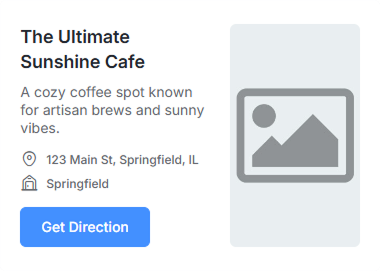 The Ultimate
Sunshine Cafe
A cozy coffee spot known
for artisan brews and sunny
vibes.
123 Main St, Springfield, IL
Springfield
Get Direction